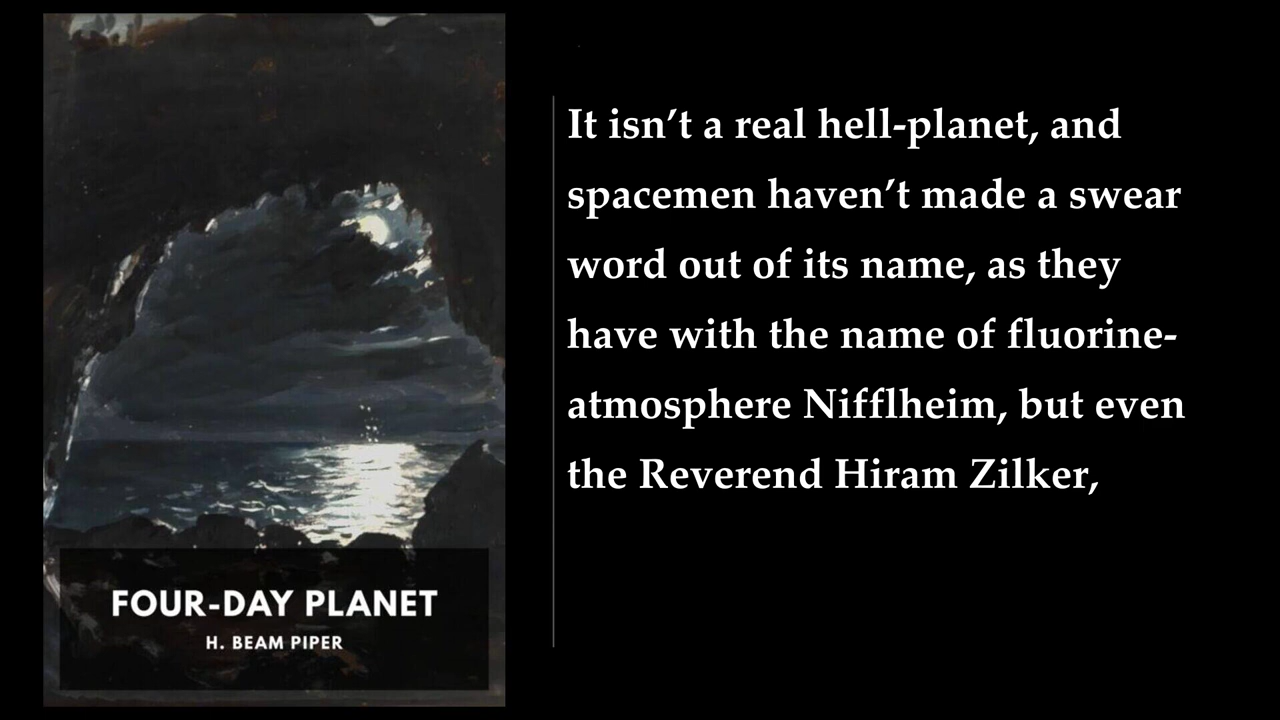 It isn’t a real hell-planet, and
spacemen haven’t made a swear
word out of its name, as they
have with the name of fluorine-
atmosphere Nifflheim, but even
the Reverend Hiram Zilker,
FOUR-DAY PLANET
H. BEAM PIPER